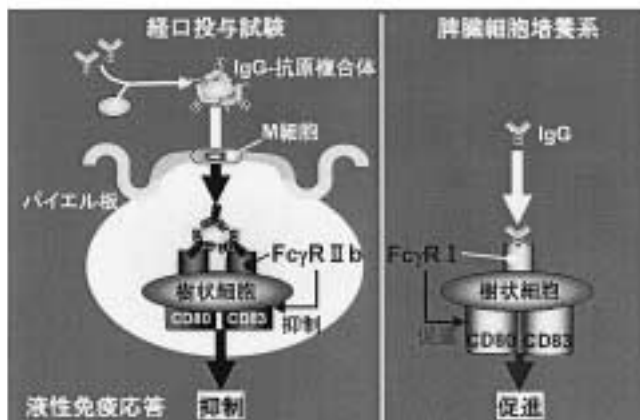 経口投与試験
IgG-抗原複合体
M細胞
パイエル板
FcγRⅡb
樹状細胞
CD80 CD83
抑制
液性免疫応答 抑制
脾臓細胞培養系
IgG
FcγRⅠ
樹状細胞
促進
CD80 CD83
促進